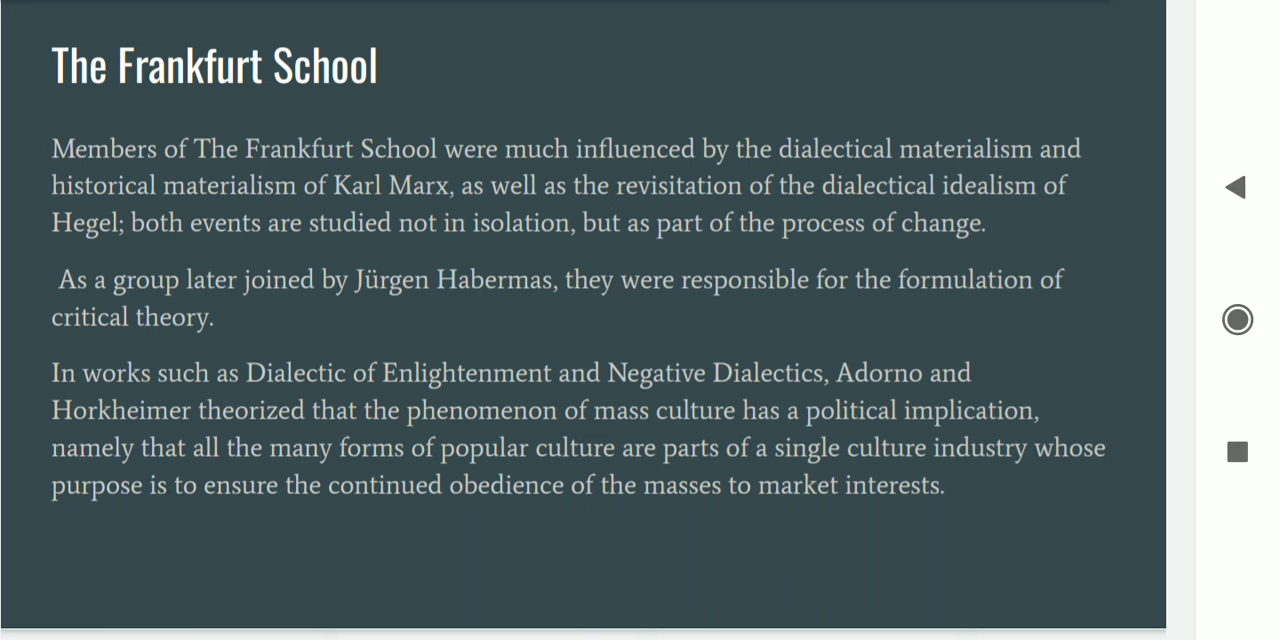 The Frankfurt School
Members of The Frankfurt School were much influenced by the dialectical materialism and
historical materialism of Karl Marx, as well as the revisitation of the dialectical idealism of
Hegel; both events are studied not in isolation, but as part of the process of change.
As a group later joined by Jürgen Habermas, they were responsible for the formulation of
critical theory.
In works such as Dialectic of Enlightenment and Negative Dialectics, Adorno and
Horkheimer theorized that the phenomenon of mass culture has a political implication,
namely that all the many forms of popular culture are parts of a single culture industry whose
purpose is to ensure the continued obedience of the masses to market interests.